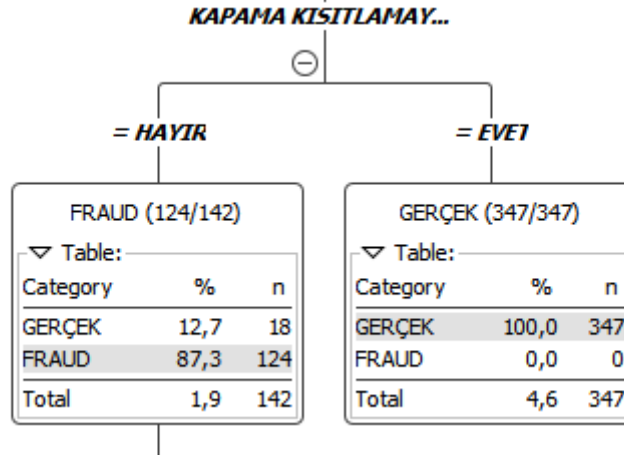 KAPAMA KISITLAMAY...
= HAYIR
= EVET
FRAUD (124/142)
Table:
Category % n
GERÇEK 12,7 18
FRAUD 87,3 124
Total 1,9 142
GERÇEK (347/347)
Table:
Category % n
GERÇEK 100,0 347
FRAUD 0,0 0
Total 4,6 347